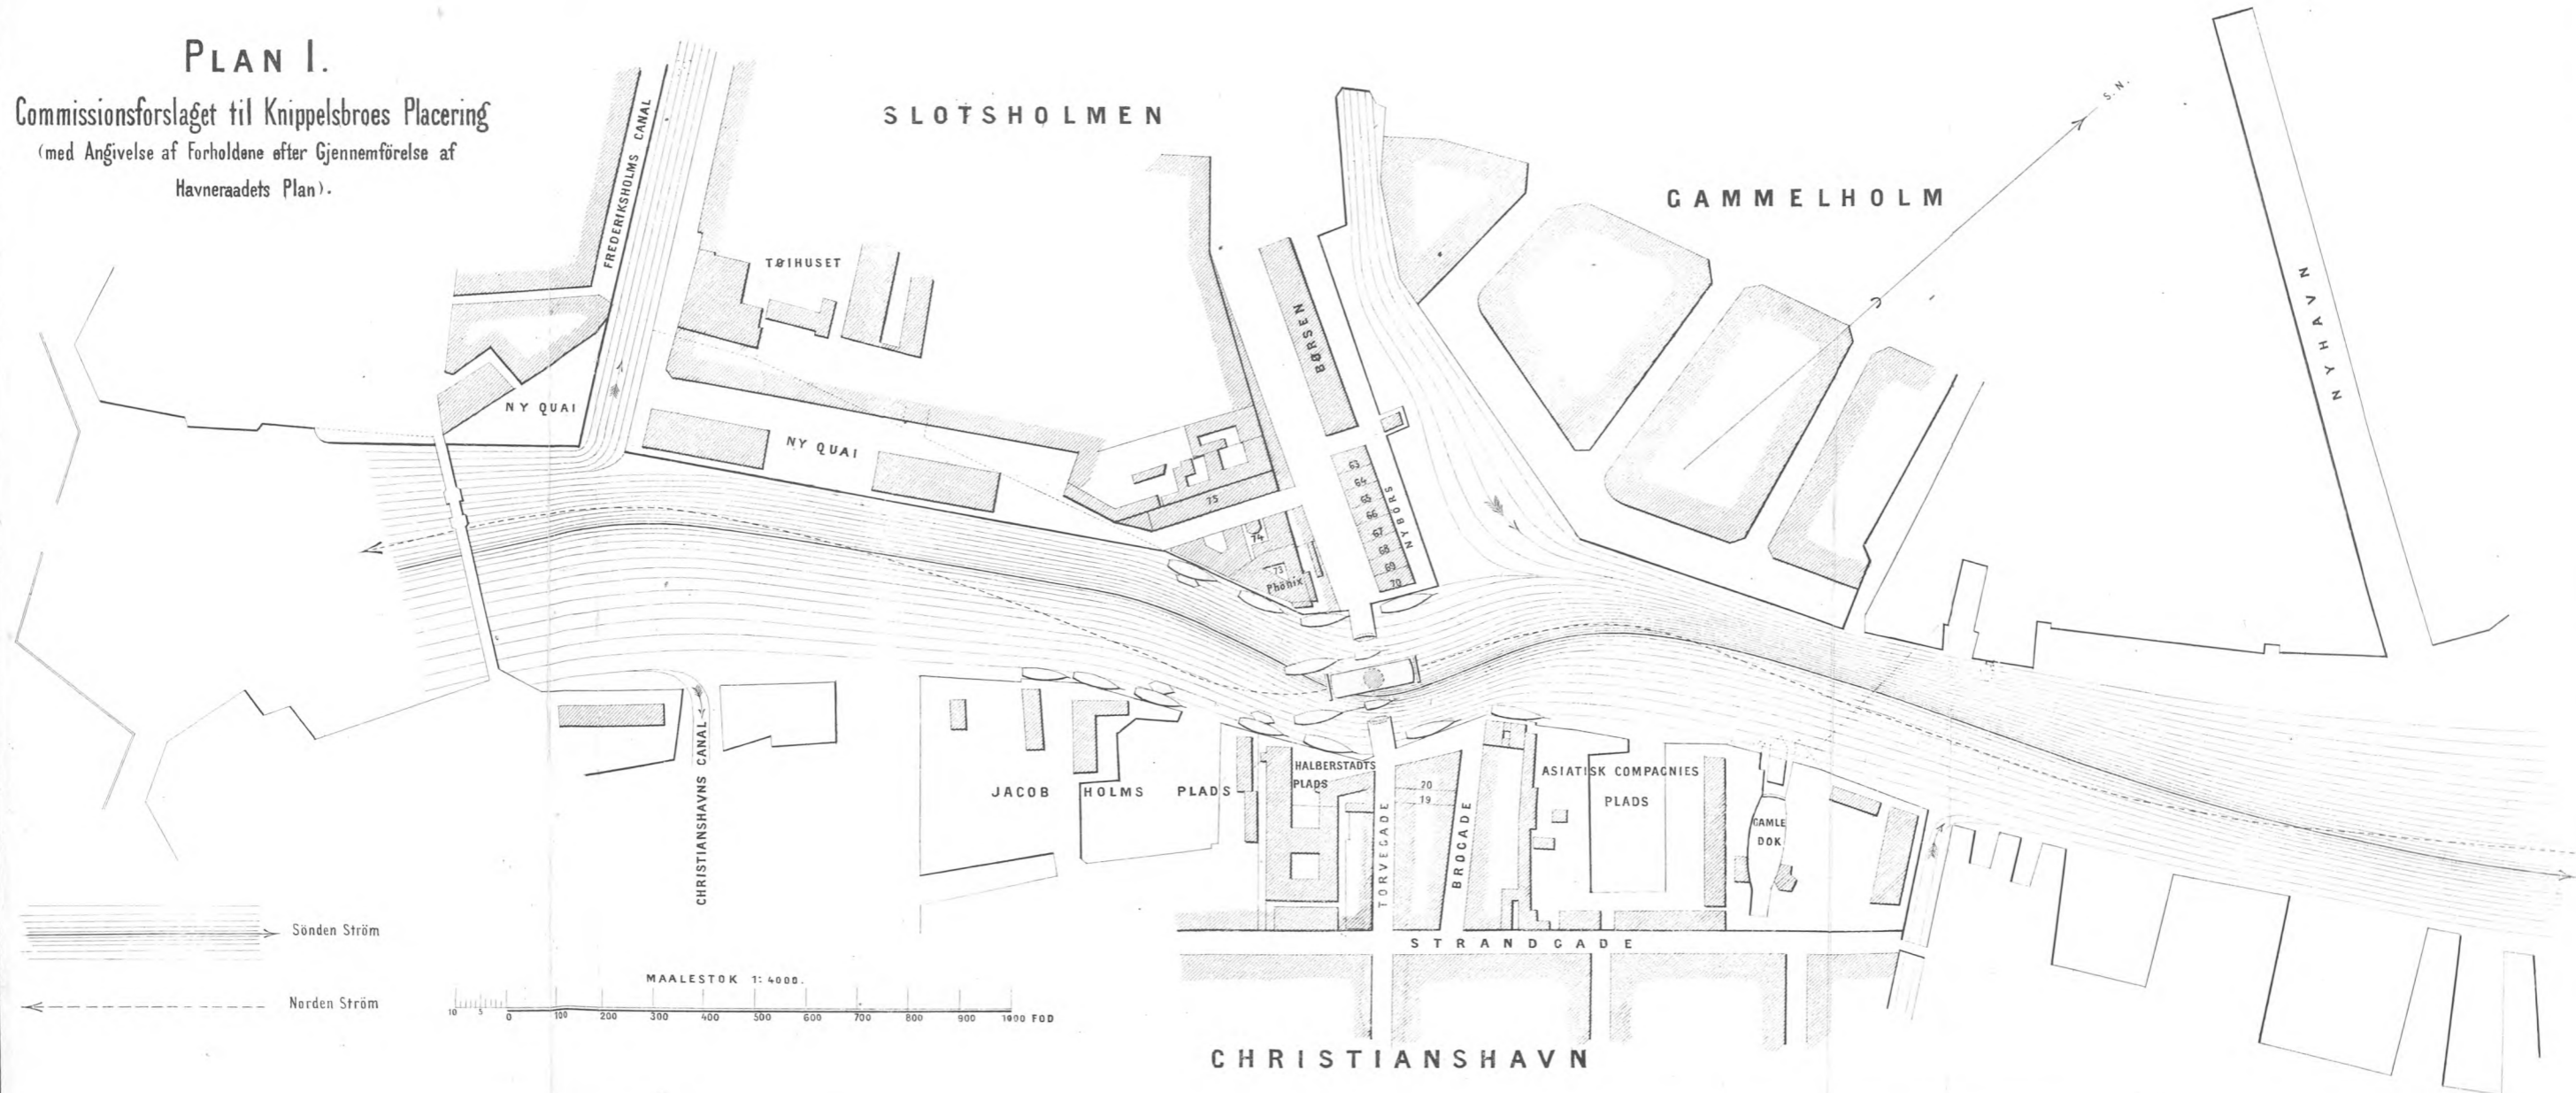 PLAN I.
Commissionsforslaget til Knippelsbroes Placering
(med Angivelse af Forholdene efter Gjennemförelse af
Havneraadets Plan).
SLOTSHOLMEN
GAMMELHOLM
S. N.
FREDERIKSHOLMS CANAL
TØIHUSET
BØRSEN
NYHAVN
NY QUAI
NY QUAI
NYBÖRS
63
64
65
66
67
68
69
70
75
74
73
Phönix
CHRISTIANSHAVNS CANAL
JACOB HOLMS PLADS
HALBERSTADTS
PLADS
TORVEGADE
20
19
BROGADE
ASIATISK COMPAGNIES
PLADS
GAMLE
DOK
STRANDGADE
Sönden Ström
Norden Ström
MAALESTOK 1:4000.
10 5 0 100 200 300 400 500 600 700 800 900 1000 FOD
CHRISTIANSHAVN